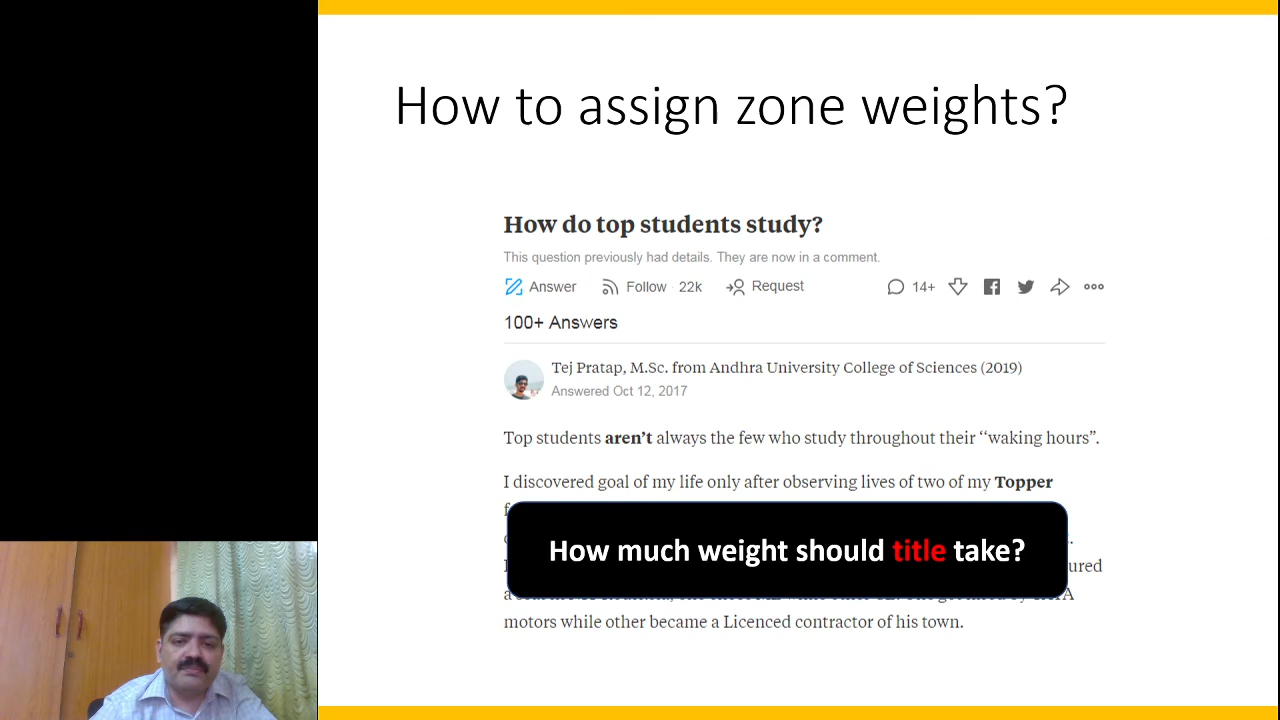 How to assign zone weights?
How do top students study?
This question previously had details. They are now in a comment.
Answer Follow · 22k Request 14+
100+ Answers
Tej Pratap, M.Sc. from Andhra University College of Sciences (2019)
Answered Oct 12, 2017
Top students aren’t always the few who study throughout their “waking hours”.
I discovered goal of my life only after observing lives of two of my Topper
How much weight should title take?
motors while other became a Licenced contractor of his town.